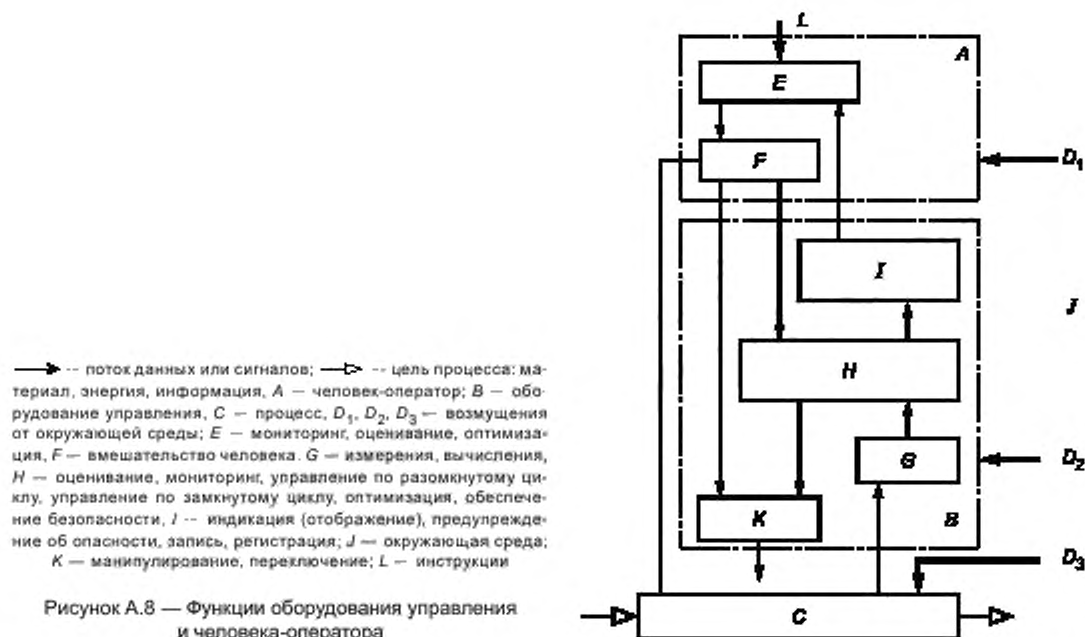 L
A
E
F
D1
I
J
H
G
D2
K
B
D3
C
-- поток данных или сигналов; -- цель процесса: ма-
териал, энергия, информация, A — человек-оператор; B — обо-
рудование управления, C — процесс, D1, D2, D3 — возмущения
от окружающей среды; E — мониторинг, оценивание, оптимиза-
ция, F — вмешательство человека. G — измерения, вычисления,
H — оценивание, мониторинг, управление по разомкнутому ци-
клу, управление по замкнутому циклу, оптимизация, обеспече-
ние безопасности, I -- индикация (отображение), предупрежде-
ние об опасности, запись, регистрация; J — окружающая среда;
K — манипулирование, переключение; L — инструкции
Рисунок А.8 — Функции оборудования управления
и человека-оператора